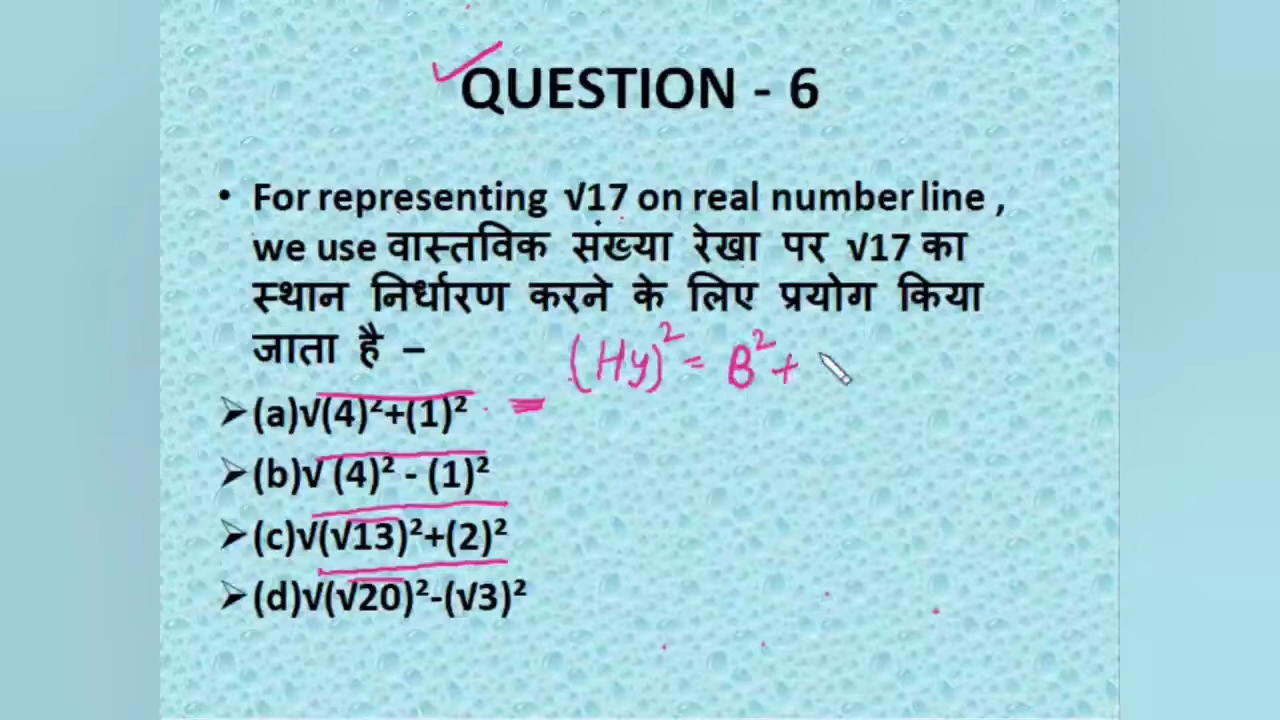 QUESTION - 6
• For representing √17 on real number line ,
we use वास्तविक संख्या रेखा पर √17 का
स्थान निर्धारण करने के लिए प्रयोग किया
जाता है –
(Hy)² = B² +
➢(a)√(4)²+(1)² =
➢(b)√ (4)² - (1)²
➢(c)√(√13)²+(2)²
➢(d)√(√20)²-(√3)²